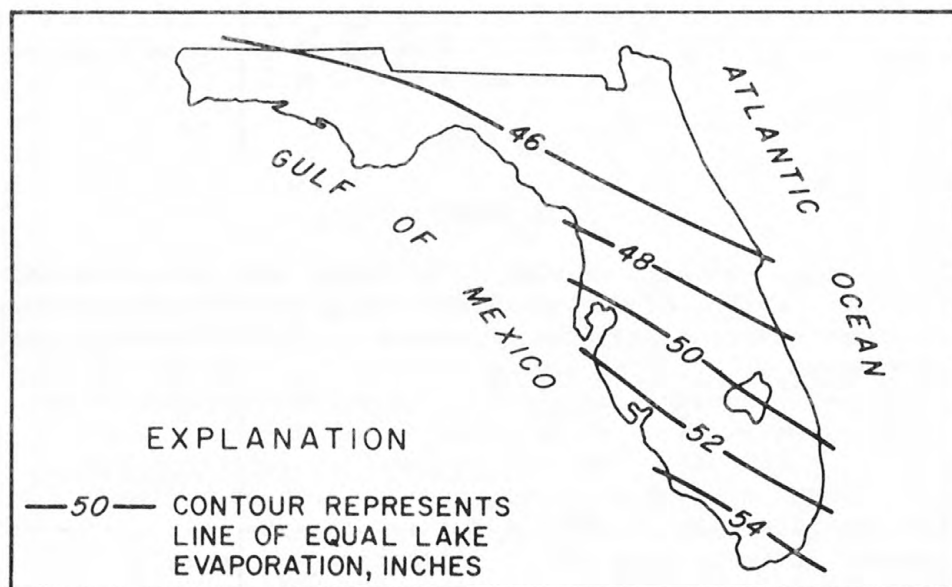 ATLANTIC
OCEAN
GULF
OF
MEXICO
46
48
50
52
54
EXPLANATION
50 CONTOUR REPRESENTS
LINE OF EQUAL LAKE
EVAPORATION, INCHES